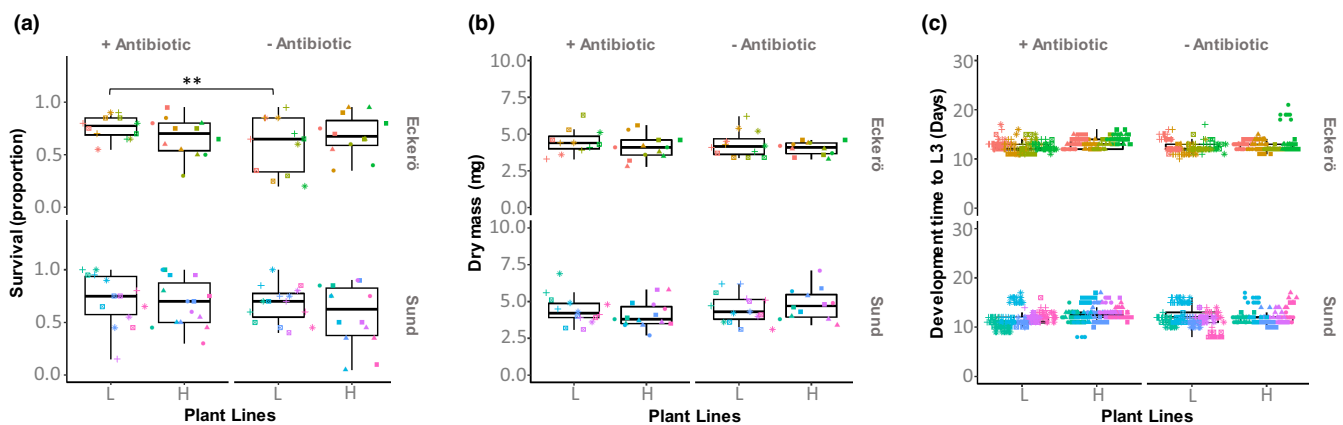 (a)
+ Antibiotic
- Antibiotic
**
Survival (proportion)
1.0
0.5
0.0
1.0
0.5
0.0
Eckerö
Sund
L
H
L
H
Plant Lines
(b)
+ Antibiotic
- Antibiotic
Dry mass (mg)
10.0
7.5
5.0
2.5
0.0
10.0
7.5
5.0
2.5
0.0
Eckerö
Sund
L
H
L
H
Plant Lines
(c)
+ Antibiotic
- Antibiotic
Development time to L3 (Days)
30
20
10
0
30
20
10
0
Eckerö
Sund
L
H
L
H
Plant Lines